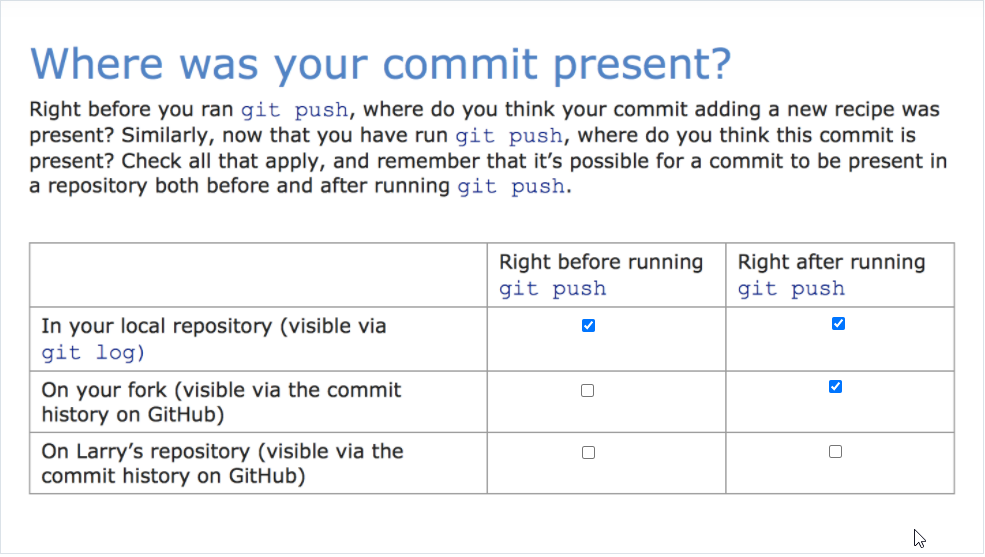 Where was your commit present?
Right before you ran git push, where do you think your commit adding a new recipe was
present? Similarly, now that you have run git push, where do you think this commit is
present? Check all that apply, and remember that it’s possible for a commit to be present in
a repository both before and after running git push.
Right before running
git push
Right after running
git push
In your local repository (visible via
git log)
On your fork (visible via the commit
history on GitHub)
On Larry’s repository (visible via the
commit history on GitHub)